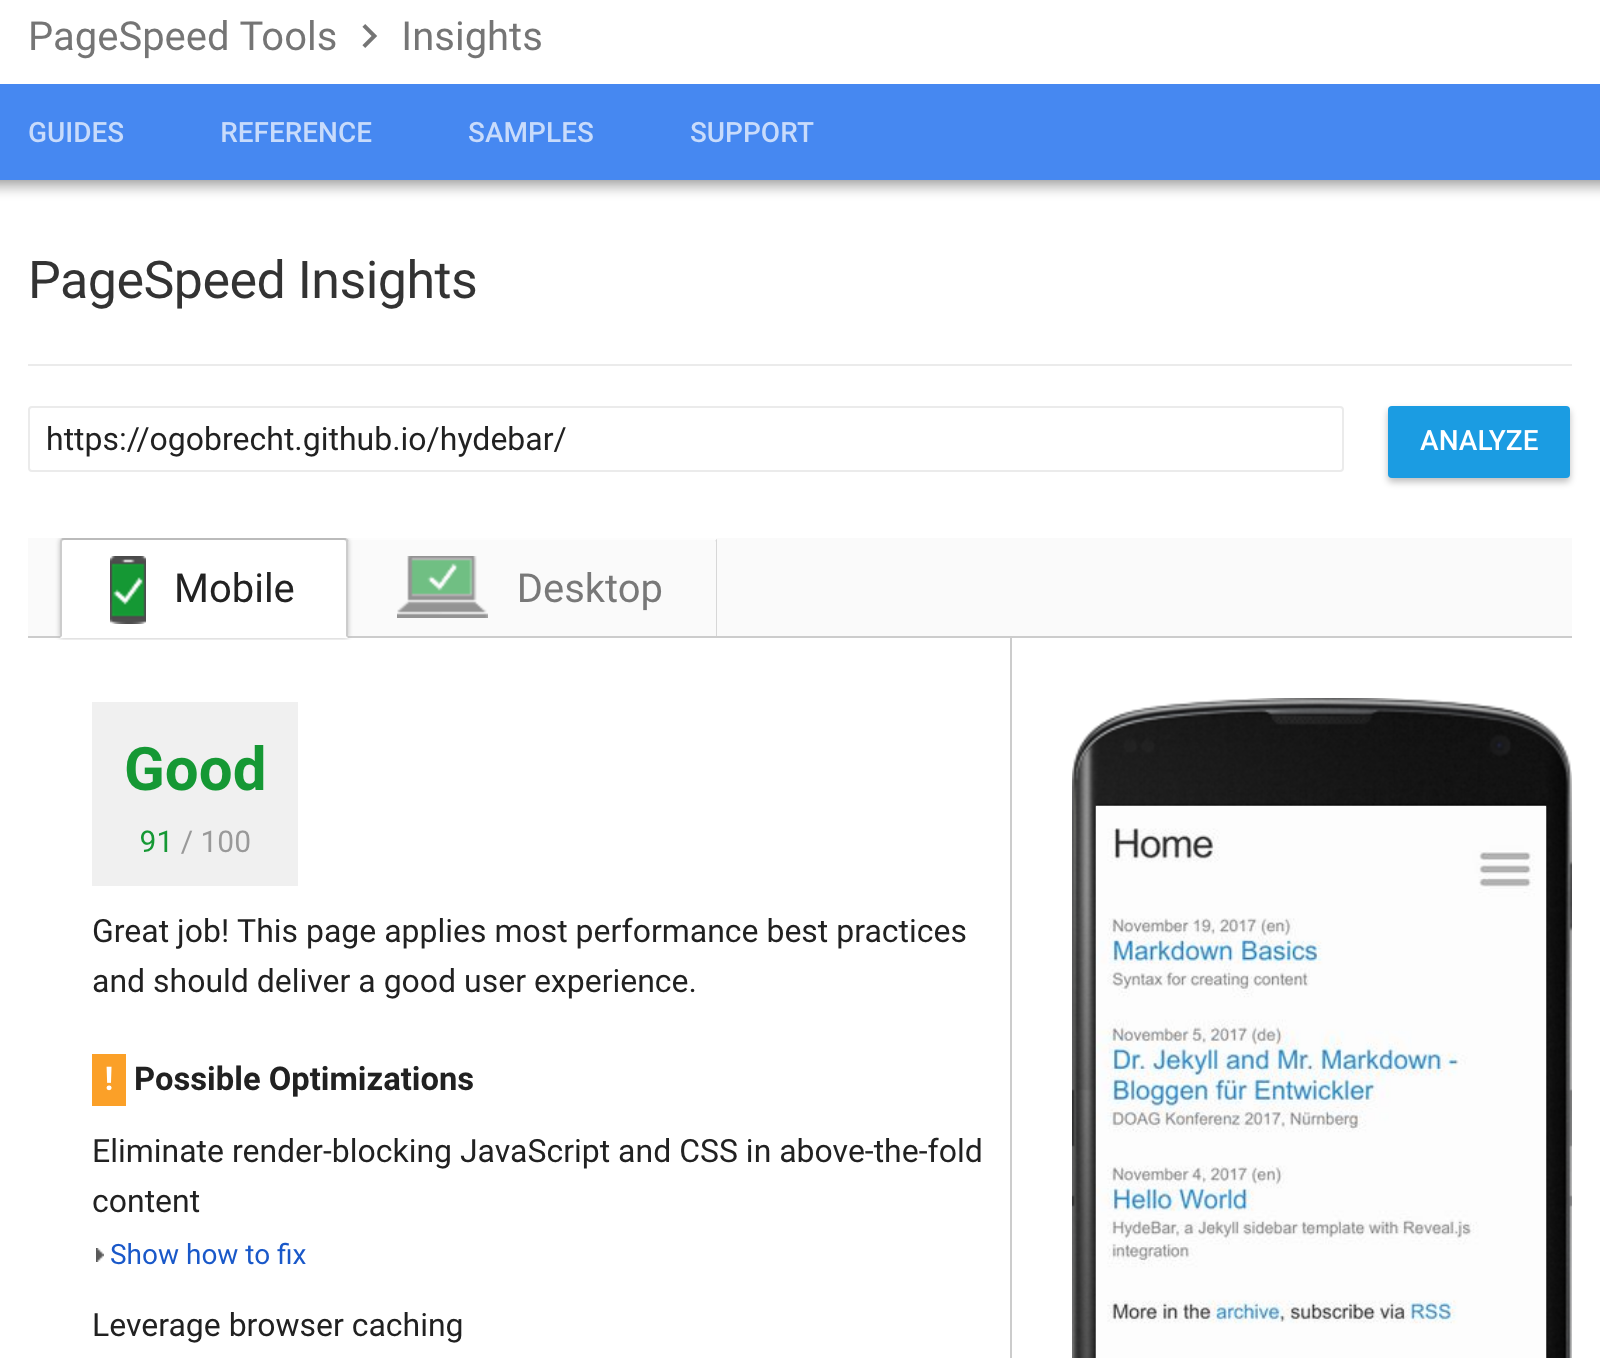 PageSpeed Tools > Insights
GUIDES REFERENCE SAMPLES SUPPORT
PageSpeed Insights
https://ogobrecht.github.io/hydebar/
ANALYZE
Mobile
Desktop
Good
91 / 100
Great job! This page applies most performance best practices
and should deliver a good user experience.
! Possible Optimizations
Eliminate render-blocking JavaScript and CSS in above-the-fold
content
Show how to fix
Leverage browser caching
Home
November 19, 2017 (en)
Markdown Basics
Syntax for creating content
November 5, 2017 (de)
Dr. Jekyll and Mr. Markdown -
Bloggen für Entwickler
DOAG Konferenz 2017, Nürnberg
November 4, 2017 (en)
Hello World
HydeBar, a Jekyll sidebar template with Reveal.js
integration
More in the archive, subscribe via RSS